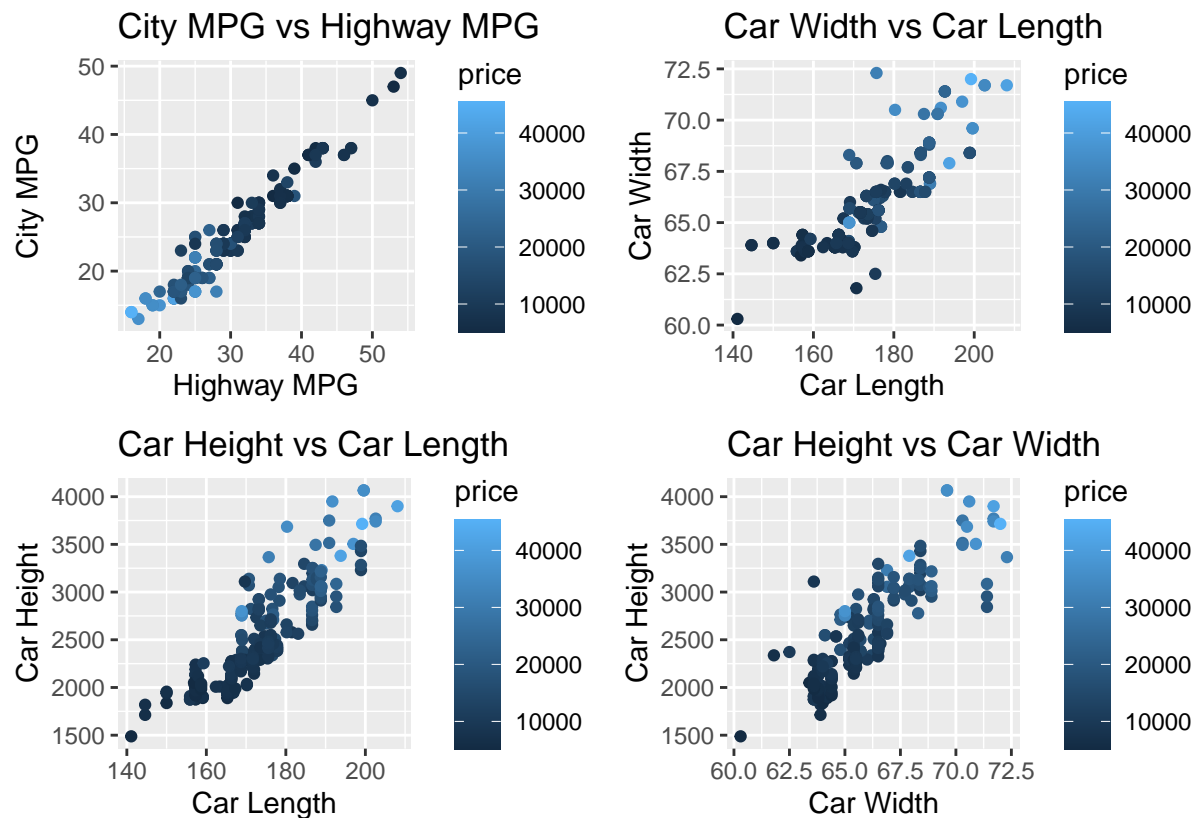 City MPG vs Highway MPG
50
40
30
20
City MPG
20 30 40 50
Highway MPG
price
40000
30000
20000
10000
Car Width vs Car Length
72.5
70.0
67.5
65.0
62.5
60.0
Car Width
140 160 180 200
Car Length
price
40000
30000
20000
10000
Car Height vs Car Length
4000
3500
3000
2500
2000
1500
Car Height
140 160 180 200
Car Length
price
40000
30000
20000
10000
Car Height vs Car Width
4000
3500
3000
2500
2000
1500
Car Height
60.0 62.5 65.0 67.5 70.0 72.5
Car Width
price
40000
30000
20000
10000